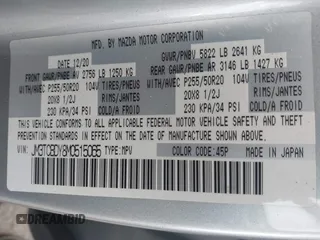 MFD. BY MAZDA MOTOR CORPORATION
DATE: 12/20
GVWR/PNBV 5822 LB 2641 KG
FRONT GAWR/PNBE AV 2756 LB 1250 KG
REAR GAWR/PNBE AR 3146 LB 1427 KG
WITH/AVEC P255/50R20 104V TIRES/PNEUS
20X8 1/2J RIMS/JANTES
230 KPA/34 PSI COLD/A FROID
WITH/AVEC P255/50R20 104V TIRES/PNEUS
20X8 1/2J RIMS/JANTES
230 KPA/34 PSI COLD/A FROID
THIS VEHICLE CONFORMS TO ALL APPLICABLE FEDERAL
MOTOR VEHICLE SAFETY, BUMPER, AND THEFT PREVENTION
STANDARDS IN EFFECT ON THE DATE OF MANUFACTURE
SHOWN ABOVE.
VIN: JM3TCBDY8M0515065 TYPE:MPV
COLOR CODE: 45P
MADE IN JAPAN